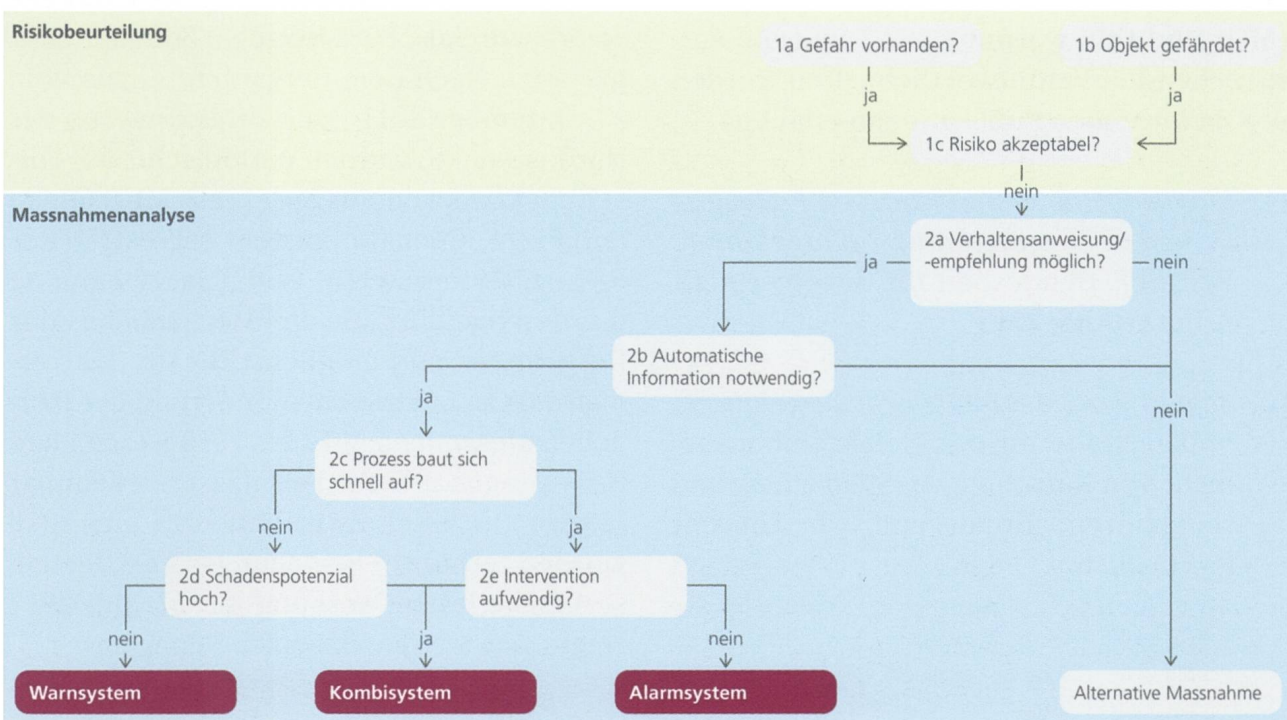 Risikobeurteilung
1a Gefahr vorhanden?
1b Objekt gefährdet?
ja
ja
1c Risiko akzeptabel?
nein
Massnahmenanalyse
2a Verhaltensanweisung/
-empfehlung möglich?
ja
nein
2b Automatische
Information notwendig?
ja
nein
2c Prozess baut sich
schnell auf?
nein
ja
2d Schadenspotenzial
hoch?
2e Intervention
aufwendig?
nein
ja
nein
Warnsystem
Kombisystem
Alarmsystem
Alternative Massnahme